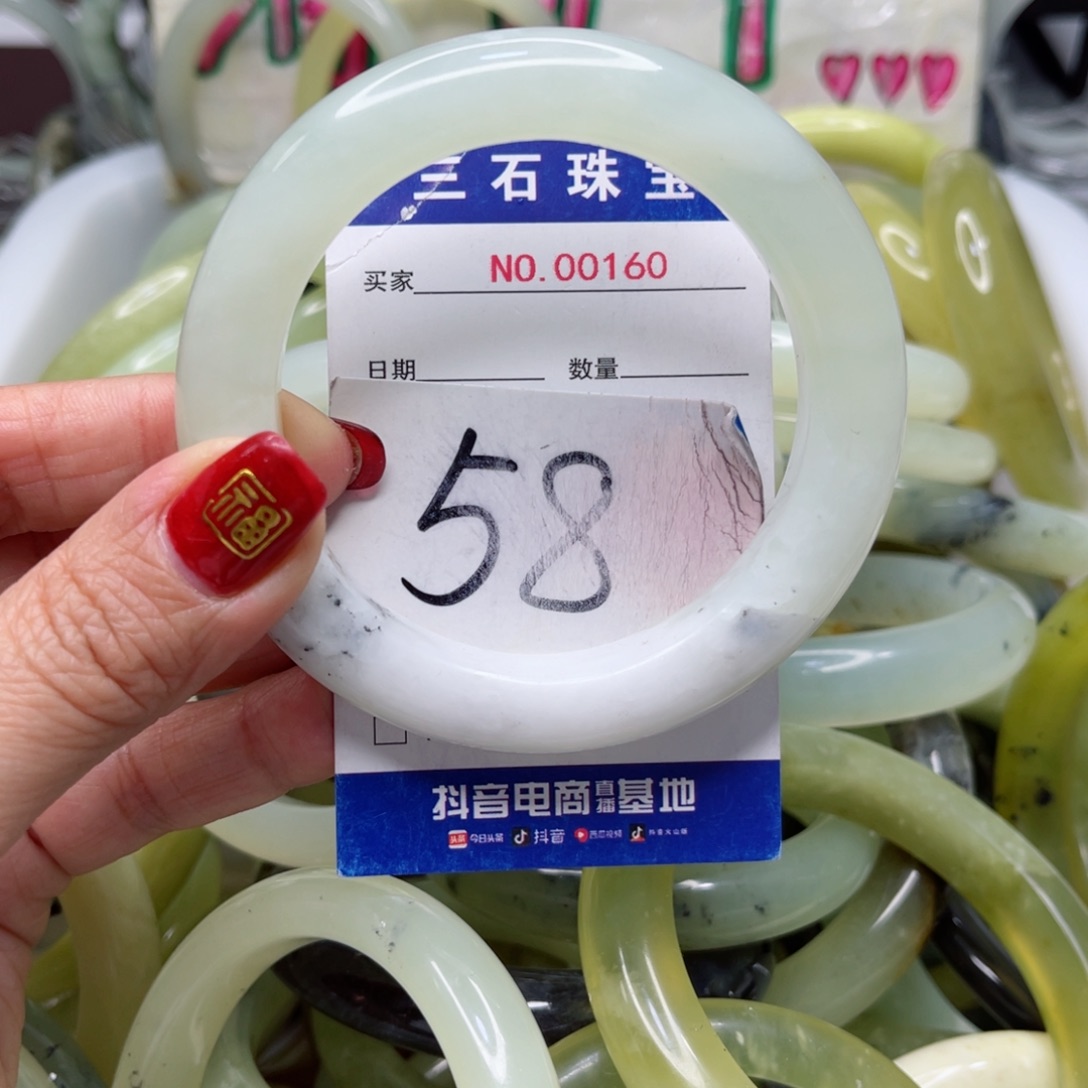 三石珠宝
买家 NO.00160
日期 数量
58
抖音电商直播基地
今日头条 抖音 西瓜视频 抖音火山版